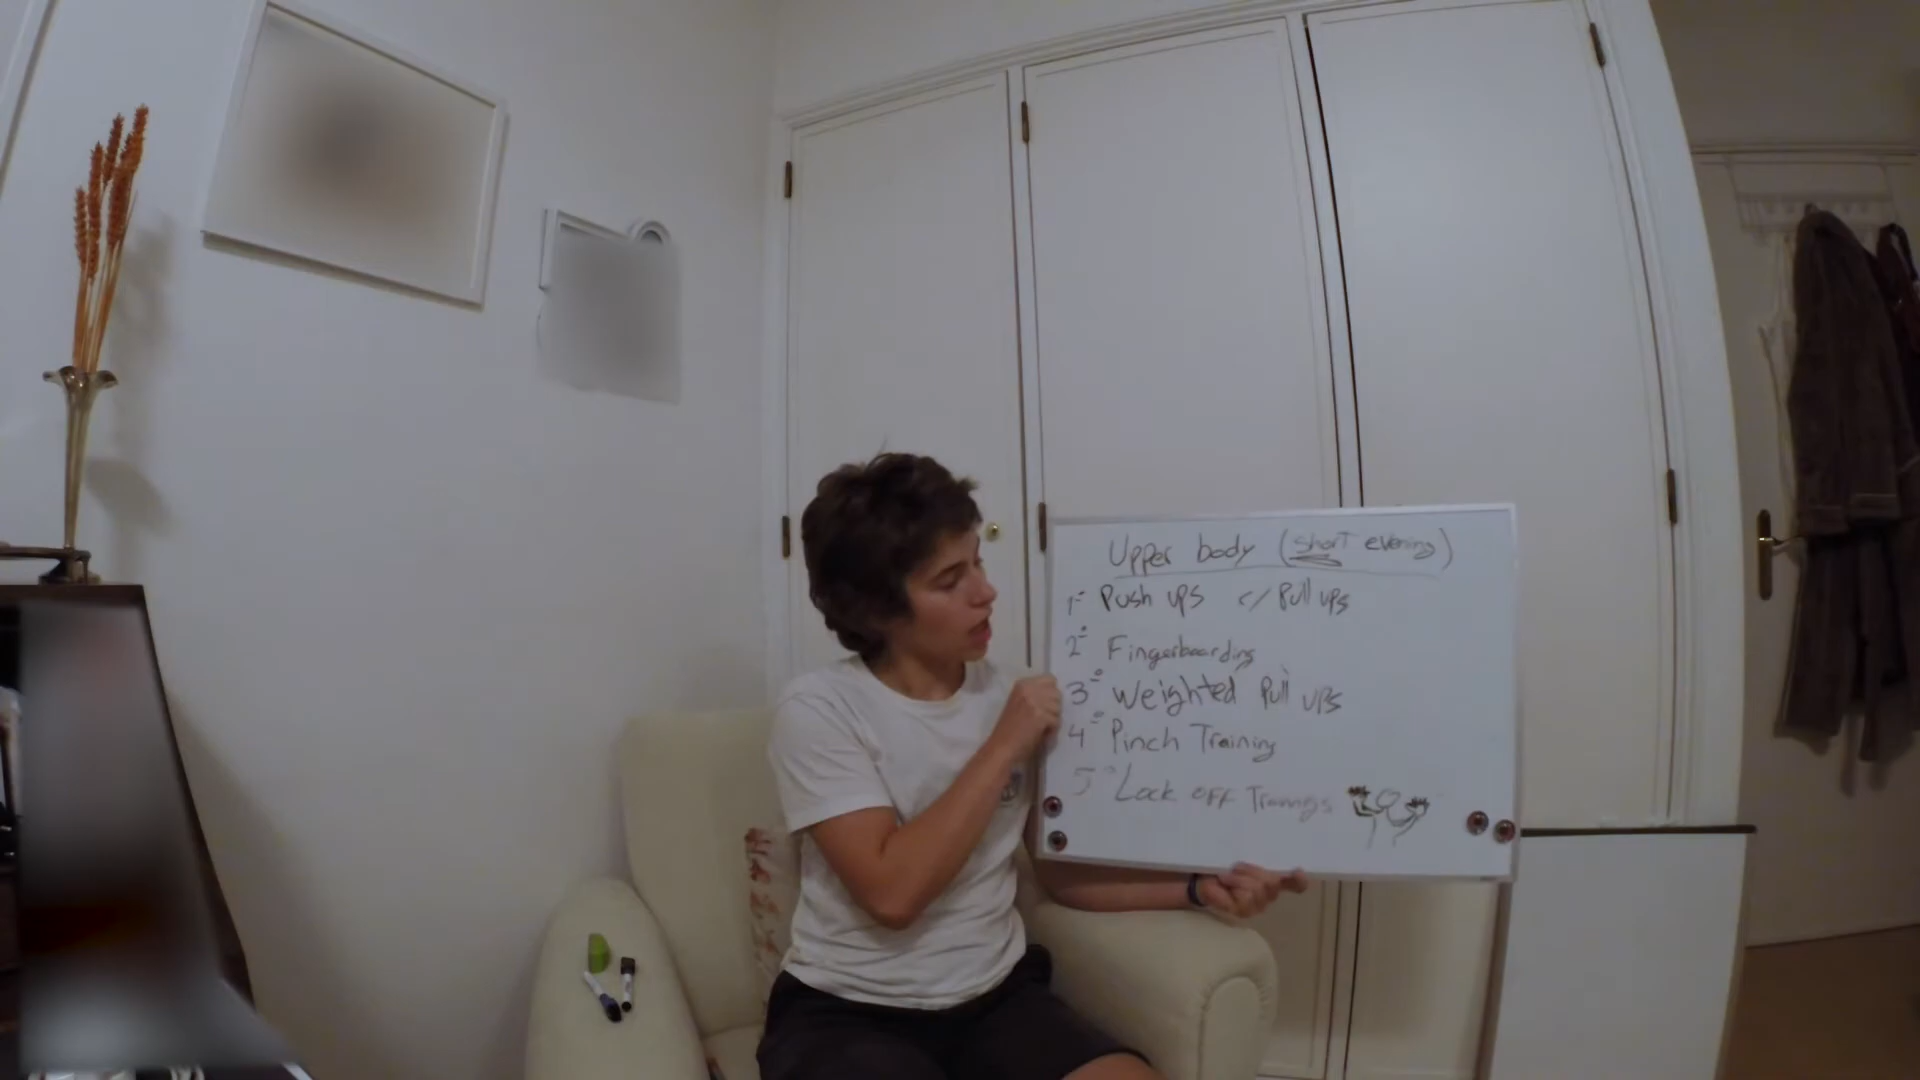 Upper body (short evening)
1º Push ups c/ Pull ups
2º Fingerboarding
3º Weighted Pull ups
4º Pinch Training
5º Lock off Trainings